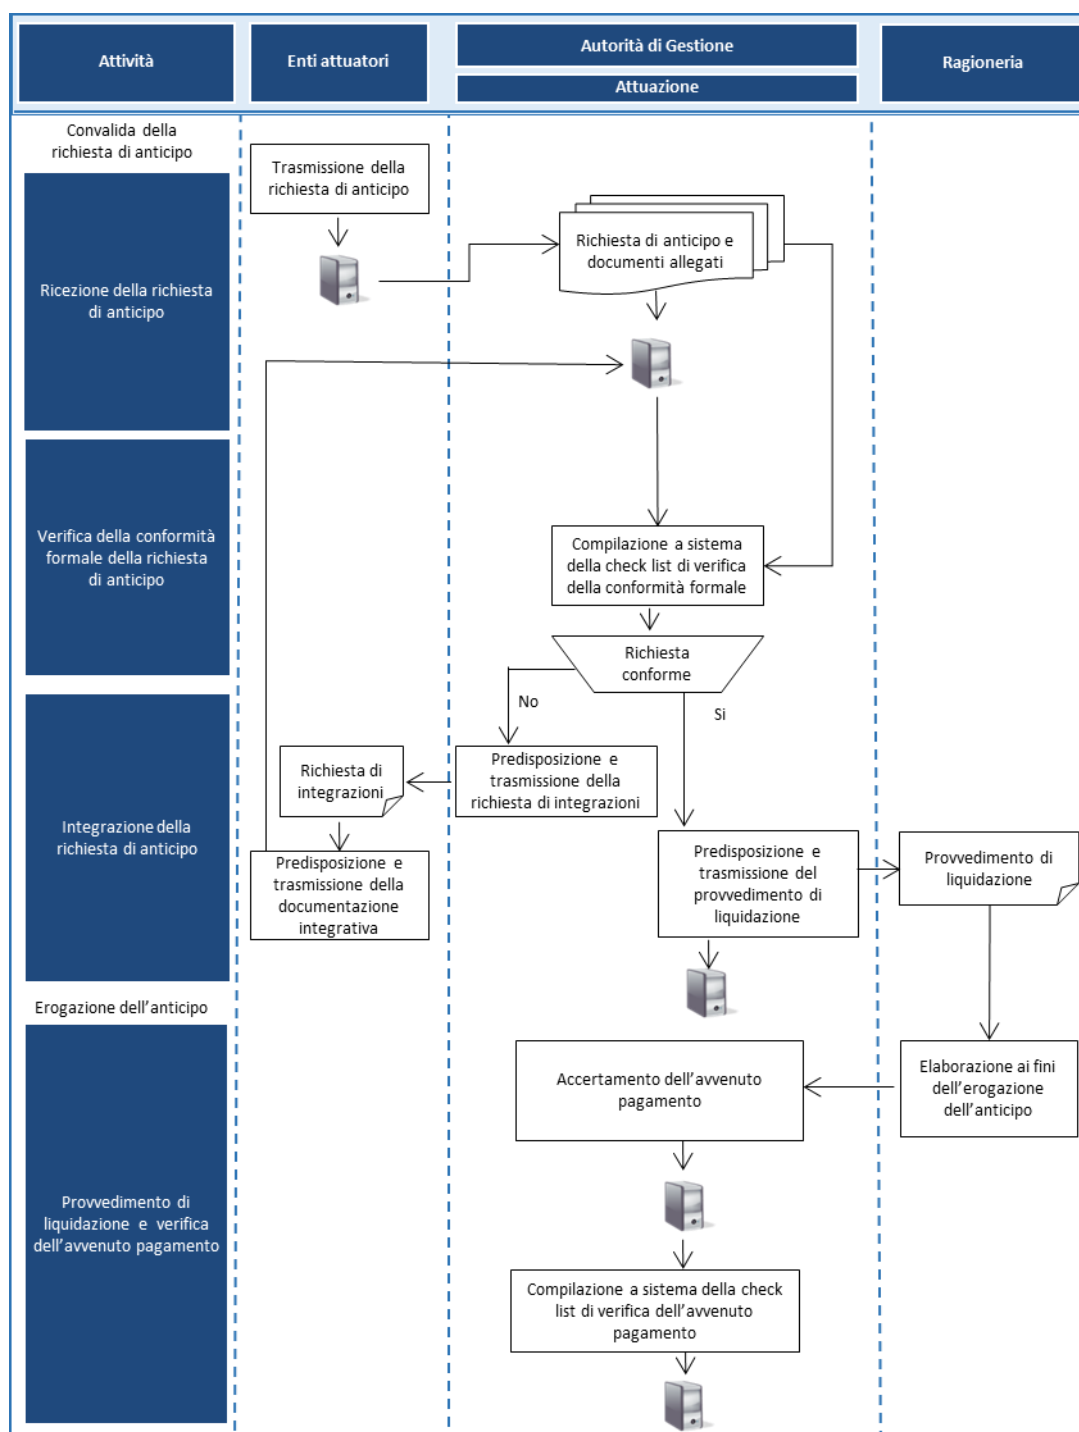 Attività
Enti attuatori
Autorità di Gestione
Attuazione
Ragioneria
Convalida della
richiesta di anticipo
Trasmissione della
richiesta di anticipo
Richiesta di anticipo e
documenti allegati
Ricezione della richiesta
di anticipo
Verifica della conformità
formale della richiesta
di anticipo
Compilazione a sistema
della check list di verifica
della conformità formale
Richiesta
conforme
No
Si
Richiesta di
integrazioni
Predisposizione e
trasmissione della
richiesta di integrazioni
Integrazione della
richiesta di anticipo
Predisposizione e
trasmissione della
documentazione
integrativa
Predisposizione e
trasmissione del
provvedimento di
liquidazione
Provvedimento di
liquidazione
Erogazione dell'anticipo
Accertamento dell'avvenuto
pagamento
Elaborazione ai fini
dell'erogazione
dell'anticipo
Provvedimento di
liquidazione e verifica
dell'avvenuto pagamento
Compilazione a sistema della check
list di verifica dell'avvenuto
pagamento